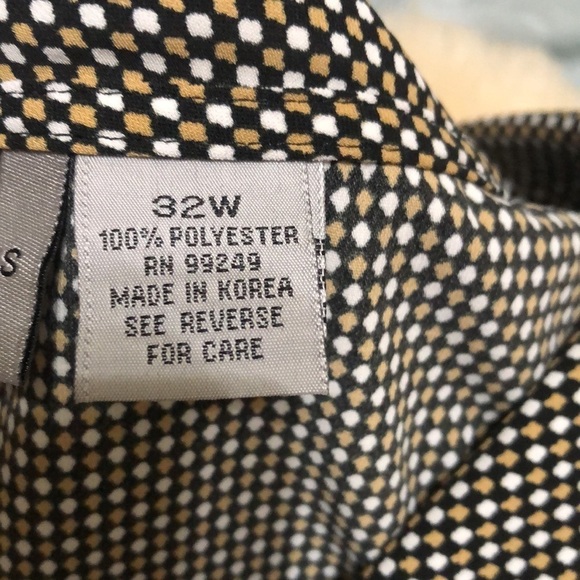 32W
100% POLYESTER
RN 99249
MADE IN KOREA
SEE REVERSE
FOR CARE
S